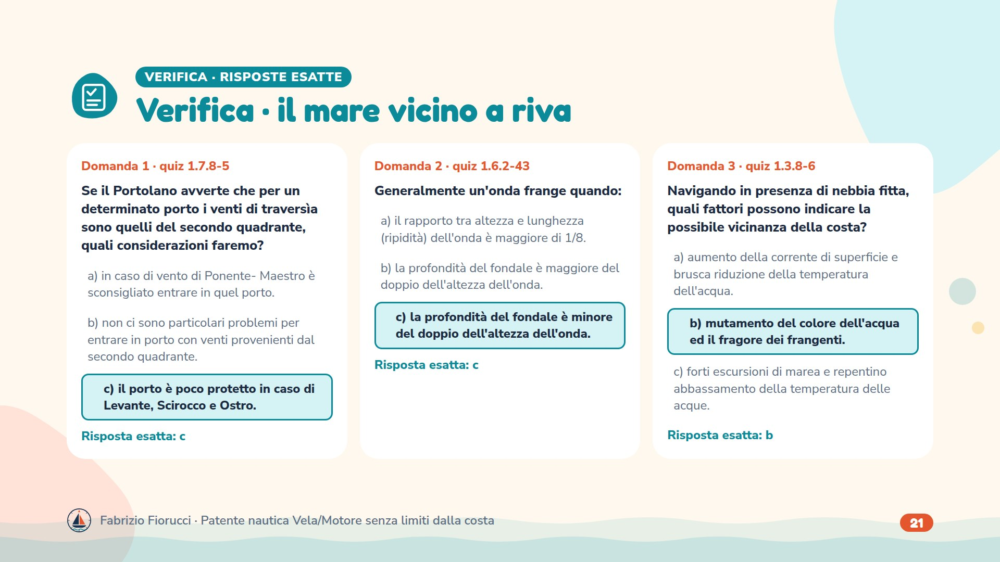 VERIFICA · RISPOSTE ESATTE
Verifica · il mare vicino a riva
Domanda 1 · quiz 1.7.8-5
Se il Portolano avverte che per un
determinato porto i venti di traversìa
sono quelli del secondo quadrante,
quali considerazioni faremo?
a) in caso di vento di Ponente- Maestro è
sconsigliato entrare in quel porto.
b) non ci sono particolari problemi per
entrare in porto con venti provenienti dal
secondo quadrante.
c) il porto è poco protetto in caso di
Levante, Scirocco e Ostro.
Risposta esatta: c
Domanda 2 · quiz 1.6.2-43
Generalmente un'onda frange quando:
a) il rapporto tra altezza e lunghezza
(ripidità) dell'onda è maggiore di 1/8.
b) la profondità del fondale è maggiore del
doppio dell'altezza dell'onda.
c) la profondità del fondale è minore
del doppio dell'altezza dell'onda.
Risposta esatta: c
Domanda 3 · quiz 1.3.8-6
Navigando in presenza di nebbia fitta,
quali fattori possono indicare la
possibile vicinanza della costa?
a) aumento della corrente di superficie e
brusca riduzione della temperatura
dell'acqua.
b) mutamento del colore dell'acqua
ed il fragore dei frangenti.
c) forti escursioni di marea e repentino
abbassamento della temperatura delle
acque.
Risposta esatta: b
Fabrizio Fiorucci · Patente nautica Vela/Motore senza limiti dalla costa
21